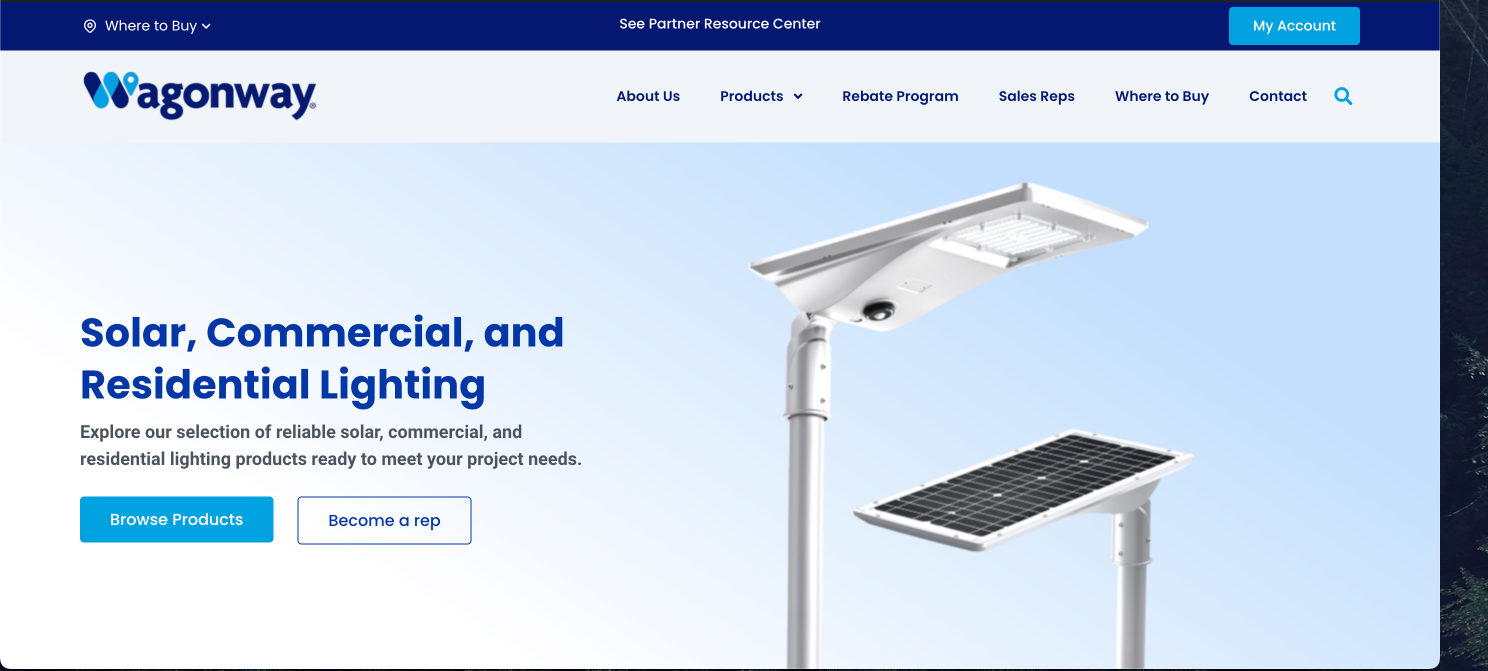 Where to Buy
See Partner Resource Center
My Account
Wagonway®
About Us
Products
Rebate Program
Sales Reps
Where to Buy
Contact
Solar, Commercial, and
Residential Lighting
Explore our selection of reliable solar, commercial, and
residential lighting products ready to meet your project needs.
Browse Products
Become a rep